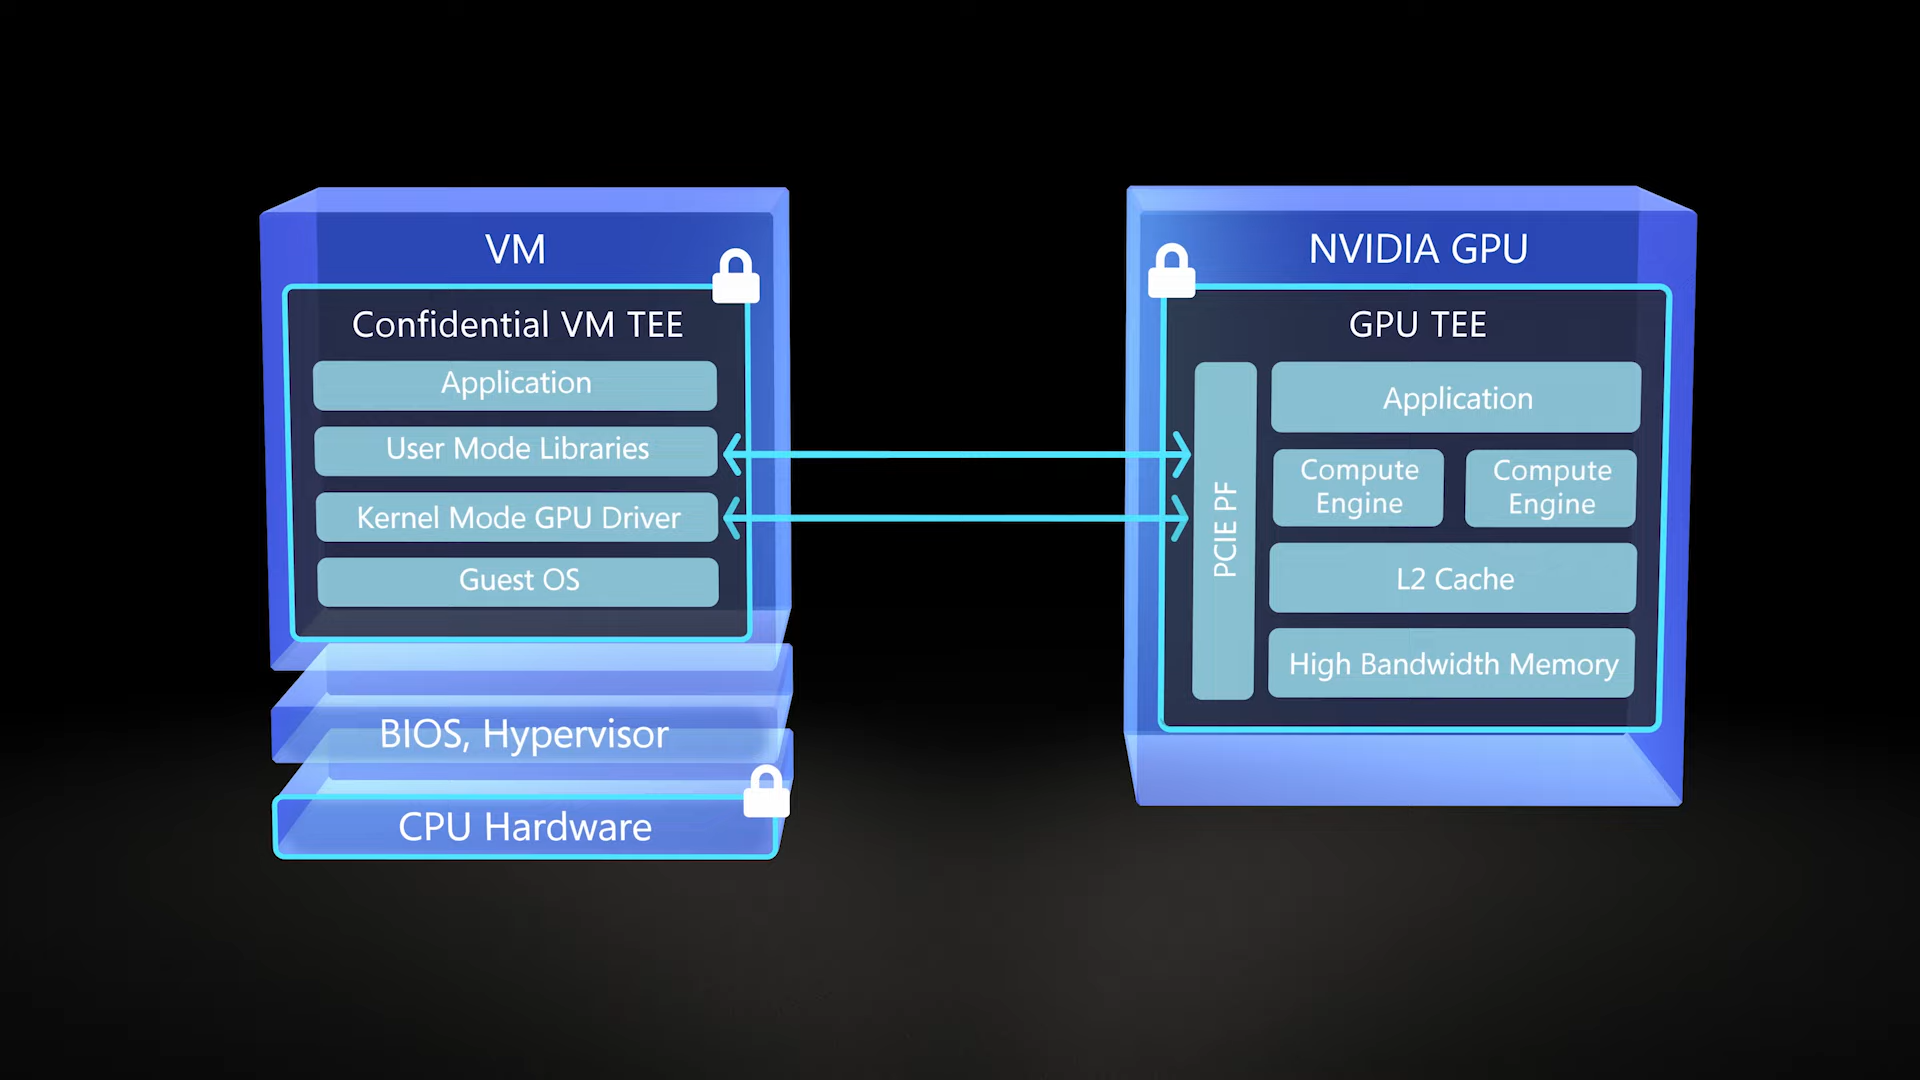 VM
Confidential VM TEE
Application
User Mode Libraries
Kernel Mode GPU Driver
Guest OS
BIOS, Hypervisor
CPU Hardware
NVIDIA GPU
GPU TEE
PCIE PF
Application
Compute
Engine
Compute
Engine
L2 Cache
High Bandwidth Memory